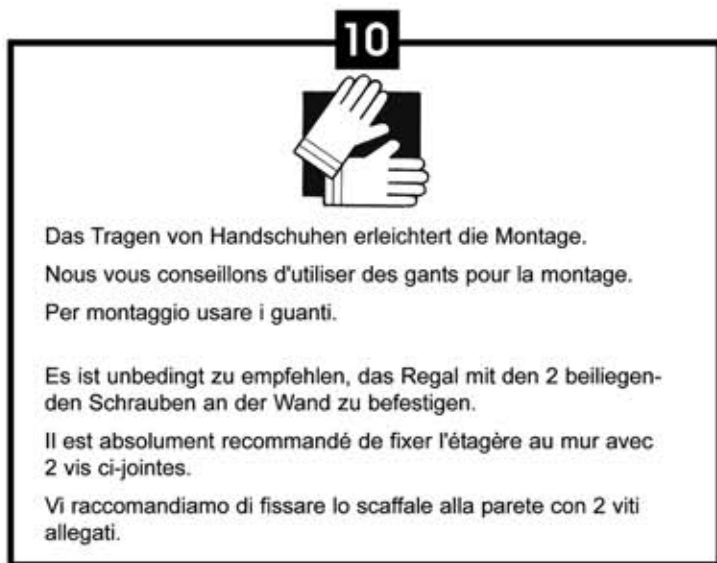 10
Das Tragen von Handschuhen erleichtert die Montage.
Nous vous conseillons d'utiliser des gants pour la montage.
Per montaggio usare i guanti.
Es ist unbedingt zu empfehlen, das Regal mit den 2 beiliegen-
den Schrauben an der Wand zu befestigen.
Il est absolument recommandé de fixer l'étagère au mur avec
2 vis ci-jointes.
Vi raccomandiamo di fissare lo scaffale alla parete con 2 viti
allegati.